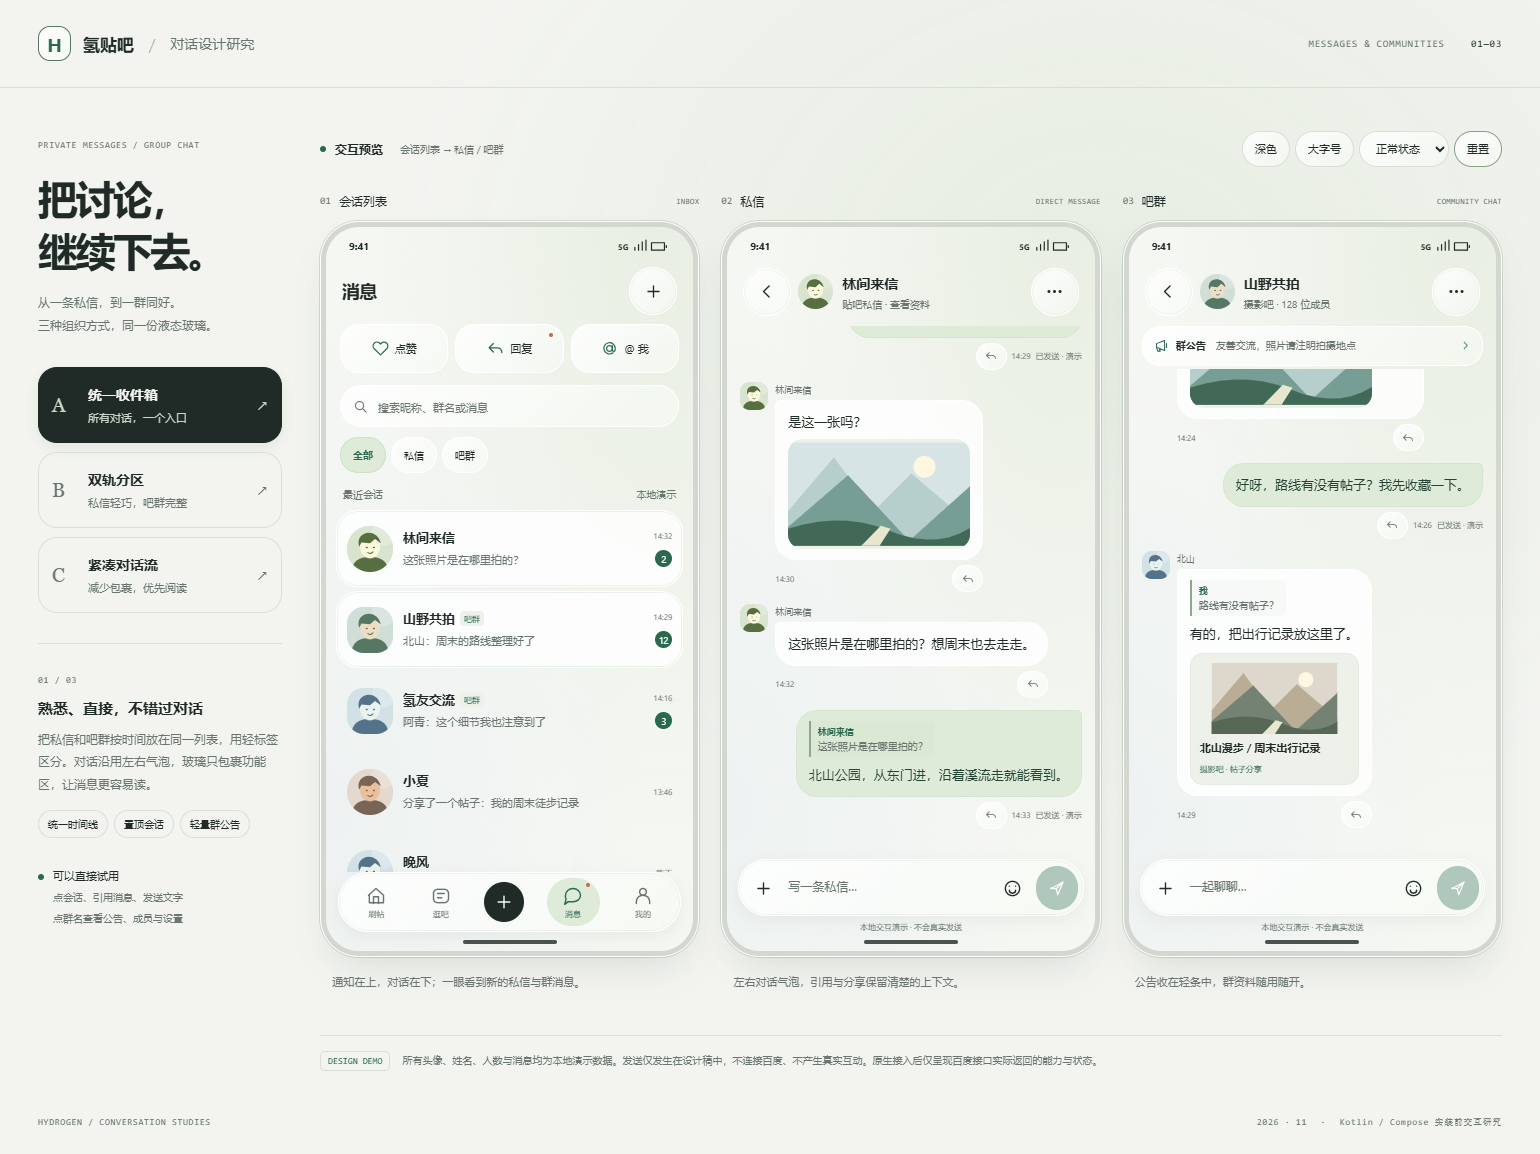 H 氢贴吧 / 对话设计研究
MESSAGES & COMMUNITIES 01—03
PRIVATE MESSAGES / GROUP CHAT
把讨论，
继续下去。
从一条私信，到一群同好。
三种组织方式，同一份液态玻璃。
A 统一收件箱 ↗
所有对话，一个入口
B 双轨分区 ↗
私信轻巧，吧群完整
C 紧凑对话流 ↗
减少包裹，优先阅读
01 / 03
熟悉、直接，不错过对话
把私信和吧群按时间放在同一列表，用轻标签
区分。对话沿用左右气泡，玻璃只包裹功能
区，让消息更容易读。
统一时间线 置顶会话 轻量群公告
可以直接试用
点会话、引用消息、发送文字
点群名查看公告、成员与设置
交互预览 会话列表 → 私信 / 吧群
深色 大字号 正常状态 重置
01 会话列表 INBOX
9:41 5G
消息
点赞 回复 @ 我
搜索昵称、群名或消息
全部 私信 吧群
最近会话 本地演示
林间来信 14:32
这张照片是在哪里拍的？ 2
山野共拍 吧群 14:29
北山：周末的路线整理好了 12
氢友交流 吧群 14:16
阿青：这个细节我也注意到了 3
小夏 13:46
分享了一个帖子：我的周末徒步记录
晚风
刷帖 逛吧 消息 我的
通知在上，对话在下；一眼看到新的私信与群消息。
02 私信 DIRECT MESSAGE
9:41 5G
林间来信
贴吧私信 · 查看资料
14:29 已发送 · 演示
林间来信
是这一张吗？
14:30
林间来信
这张照片是在哪里拍的？想周末也去走走。
14:32
林间来信
这张照片是在哪里拍的？
北山公园，从东门进，沿着溪流走就能看到。
14:33 已发送 · 演示
写一条私信...
本地交互演示 · 不会真实发送
左右对话气泡，引用与分享保留清楚的上下文。
03 吧群 COMMUNITY CHAT
9:41 5G
山野共拍
摄影吧 · 128 位成员
群公告 友善交流，照片请注明拍摄地点
14:24
好呀，路线有没有帖子？我先收藏一下。
14:26 已发送 · 演示
北山
我
路线有没有帖子？
有的，把出行记录放这里了。
北山漫步 / 周末出行记录
摄影吧 · 帖子分享
14:29
一起聊聊...
本地交互演示 · 不会真实发送
公告收在轻条中，群资料随用随开。
DESIGN DEMO 所有头像、姓名、人数与消息均为本地演示数据。发送仅发生在设计稿中，不连接百度、不产生真实互动。原生接入后仅呈现百度接口实际返回的能力与状态。
HYDROGEN / CONVERSATION STUDIES
2026 · 11 · Kotlin / Compose 安装前交互研究